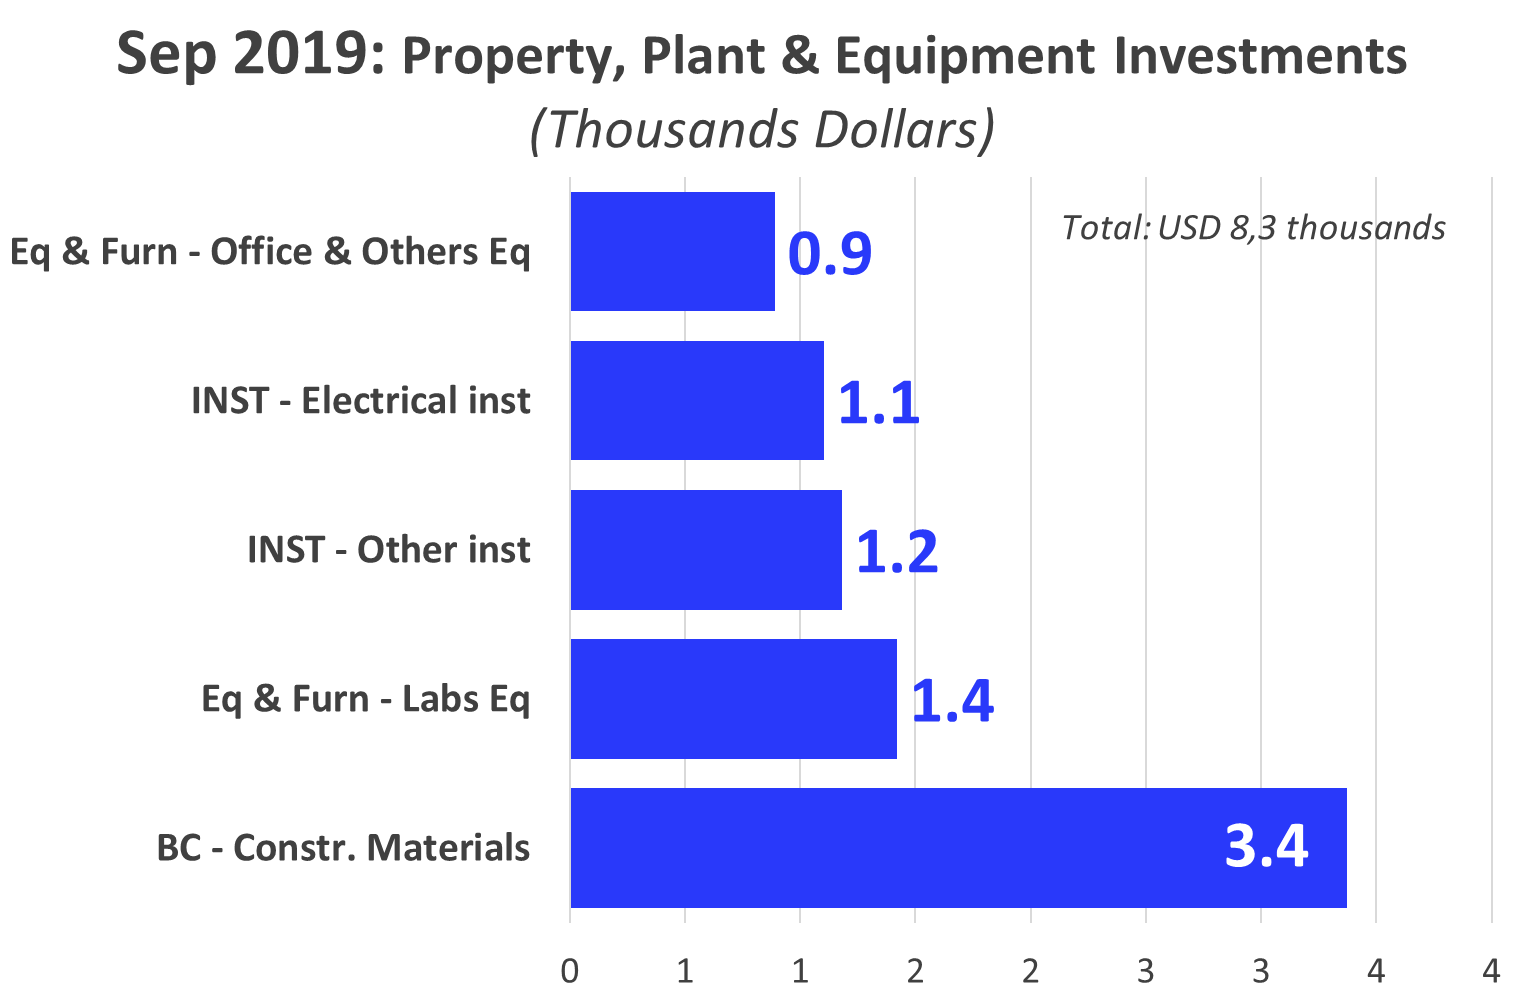 Sep 2019: Property, Plant & Equipment Investments
(Thousands Dollars)
Total: USD 8,3 thousands
Eq & Furn - Office & Others Eq 0.9
INST - Electrical inst 1.1
INST - Other inst 1.2
Eq & Furn - Labs Eq 1.4
BC - Constr. Materials 3.4
0 1 1 2 2 3 3 4 4